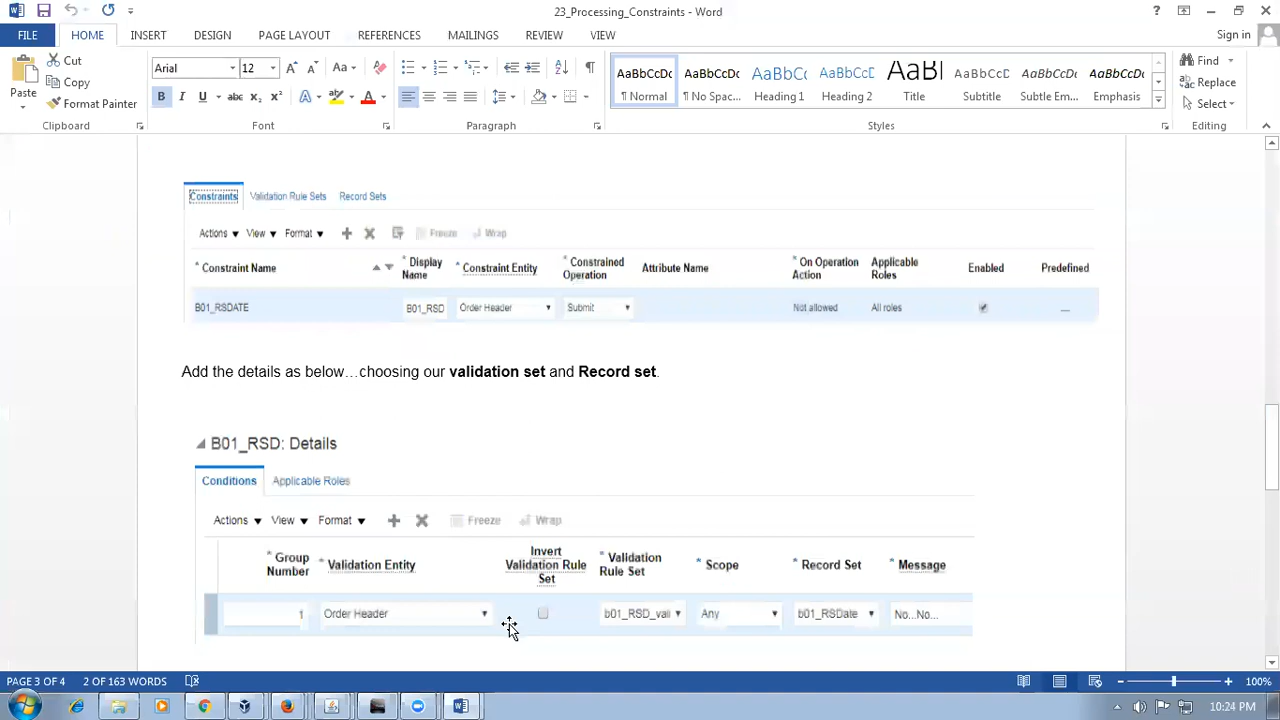 23_Processing_Constraints - Word
FILE HOME INSERT DESIGN PAGE LAYOUT REFERENCES MAILINGS REVIEW VIEW Sign in
Paste Cut Copy Format Painter
Clipboard
Arial 12
Font
Paragraph
AaBbCcDc AaBbCcDc AaBbCc AaBbCc AaBl AaBbCcD AaBbCcDc AaBbCcDc
¶ Normal ¶ No Spac... Heading 1 Heading 2 Title Subtitle Subtle Em... Emphasis
Styles
Find Replace Select
Editing
Constraints Validation Rule Sets Record Sets
Actions View Format Freeze Wrap
* Constraint Name * Display Name * Constraint Entity * Constrained Operation Attribute Name * On Operation Action Applicable Roles Enabled Predefined
B01_RSDATE B01_RSD Order Header Submit Not allowed All roles
Add the details as below…choosing our validation set and Record set.
B01_RSD: Details
Conditions Applicable Roles
Actions View Format Freeze Wrap
* Group Number * Validation Entity Invert Validation Rule Set * Validation Rule Set * Scope * Record Set * Message
1 Order Header b01_RSD_vali Any b01_RSDate No...No...
PAGE 3 OF 4 2 OF 163 WORDS 100%
10:24 PM